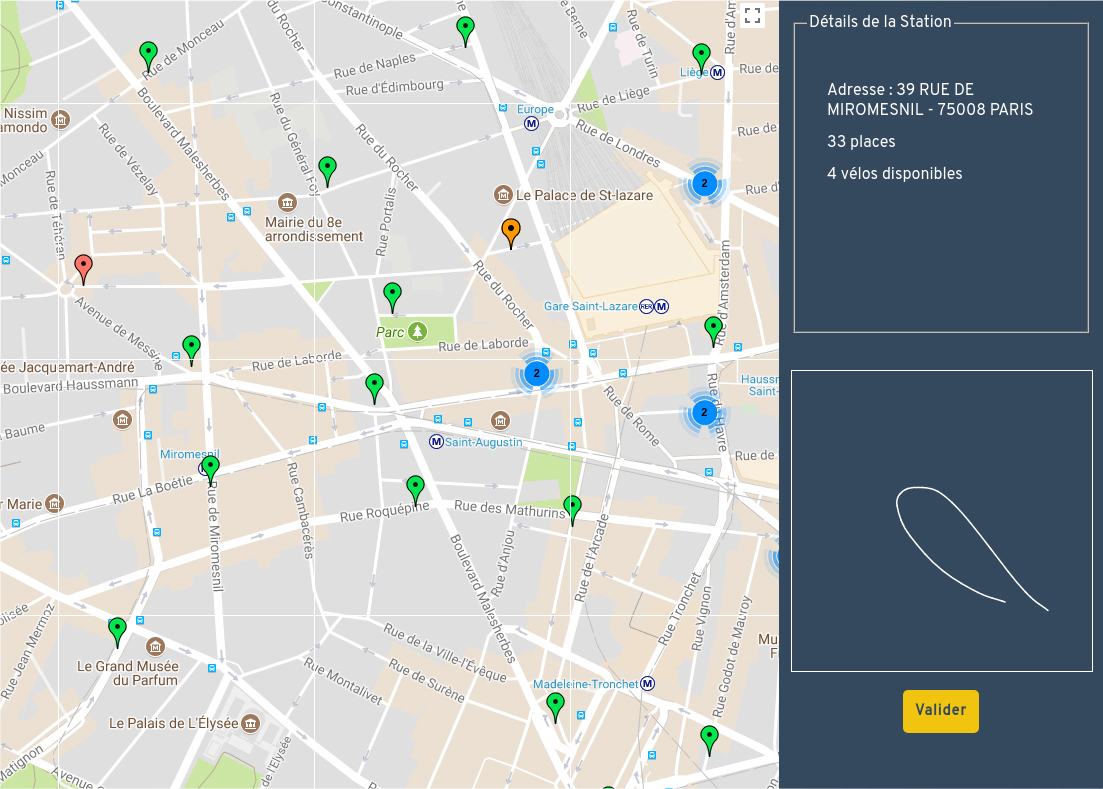 Constantinople
Rue du Rocher
Rue de Berne
Rue de Turin
Rue d'Am
Rue de Monceau
Rue de Naples
Rue d'Édimbourg
Liège
Rue de
Boulevard Malesherbes
Rue de Liège
Europe
Nissim
amondo
Rue du Général Foy
Rue du Rocher
Rue de Londres
Rue de
Monceau
Rue de Vézelay
Rue de Téhéran
2
Rue d'
Le Palace de St-lazare
Mairie du 8e
arrondissement
Rue Portalis
Rue d'Amsterdam
Rue du Rocher
Avenue de Messine
Gare Saint-Lazare
RER
Parc
Rue de Laborde
Rue de Laborde
ée Jacquemart-André
2
Boulevard Haussmann
Haussm
Saint-
Rue du Havre
2
Rue de Rome
Baume
Saint-Augustin
Miromesnil
Rue de
Rue La Boétie
r Marie
Rue de Miromesnil
Rue Cambacérès
Rue Roquépine
Rue des Mathurins
Rue d'Anjou
Rue de l'Arcade
Boulevard Malesherbes
Rue Tronchet
Rue Vignon
Rue Godot de Mauroy
olisée
Rue Jean Mermoz
Mu
F
Le Grand Musée
du Parfum
Rue de la Ville-l'Évêque
Rue de Surène
Rue Montalivet
Madeleine-Tronchet
Le Palais de L'Élysée
de l'Elysée
Matignon
Avenue
Détails de la Station
Adresse : 39 RUE DE
MIROMESNIL - 75008 PARIS
33 places
4 vélos disponibles
Valider